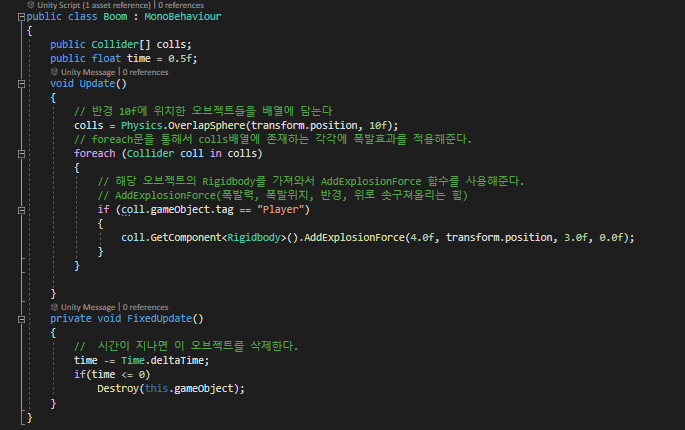 Unity Script (1 asset reference) | 0 references
public class Boom : MonoBehaviour
{
    public Collider[] colls;
    public float time = 0.5f;
    Unity Message | 0 references
    void Update()
    {
        // 반경 10f에 위치한 오브젝트들을 배열에 담는다
        colls = Physics.OverlapSphere(transform.position, 10f);
        // foreach문을 통해서 colls배열에 존재하는 각각에 폭발효과를 적용해준다.
        foreach (Collider coll in colls)
        {
            // 해당 오브젝트의 Rigidbody를 가져와서 AddExplosionForce 함수를 사용해준다.
            // AddExplosionForce(폭발력, 폭발위치, 반경, 위로 솟구쳐올리는 힘)
            if (coll.gameObject.tag == "Player")
            {
                coll.GetComponent<Rigidbody>().AddExplosionForce(4.0f, transform.position, 3.0f, 0.0f);
            }
        }

    }
    Unity Message | 0 references
    private void FixedUpdate()
    {
        //  시간이 지나면 이 오브젝트를 삭제한다.
        time -= Time.deltaTime;
        if(time <= 0)
            Destroy(this.gameObject);
    }
}